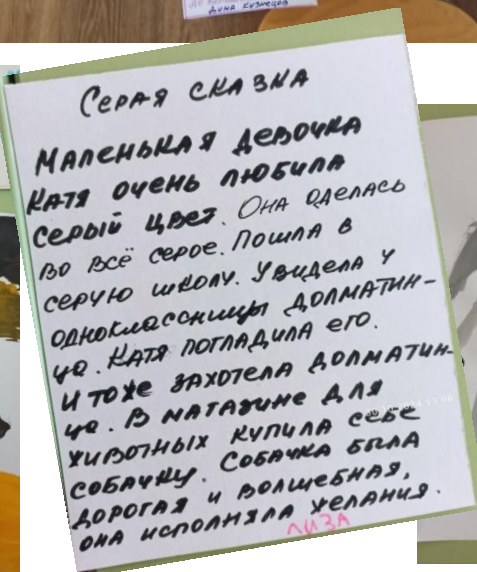 Дина Кузнецов
Серая сказка
Маленькая девочка
Катя очень любила
серый цвет. Она оделась
во всё серое. Пошла в
серую школу. Увидела у
одноклассницы долматин-
ца. Катя погладила его.
И тоже захотела долматин-
ца. В магазине для
животных купила себе
собачку. Собачка была
дорогая и волшебная,
она исполняла желания.
Лиза